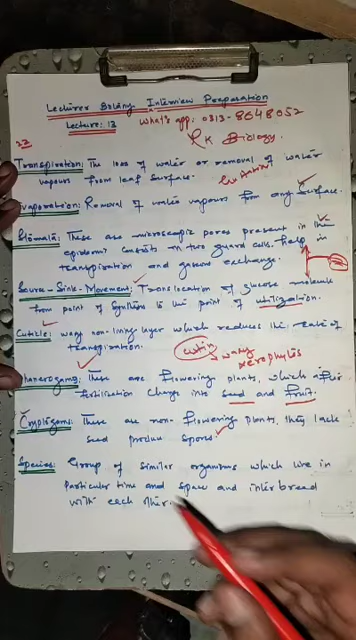 Lecturer Botany Interview Preparation
Lecture: 13 What's app: 0313-8648052
23 RK Biology.
Transpiration: The loss of water or removal of water
vapours from leaf surface.
Evaporation: Removal of water vapours from any surface.
Stomata: These are microscopic pores present in the
epidermis consists in two guard cells help in
transpiration and gaseous exchange.
Source-Sink-Movement: Translocation of glucose molecule
from point of synthesis to the point of utilization.
Cuticle: waxy non-living layer which reduces the rate of
transpiration.
cutin → waxy
xerophytes
Phanerogams: These are flowering plants, which after
fertilization change into seed and fruit.
Cryptogams: These are non-flowering plants, they lack
seed produce spores.
Species: Group of similar organisms which live in
particular time and space and interbreed
with each other.